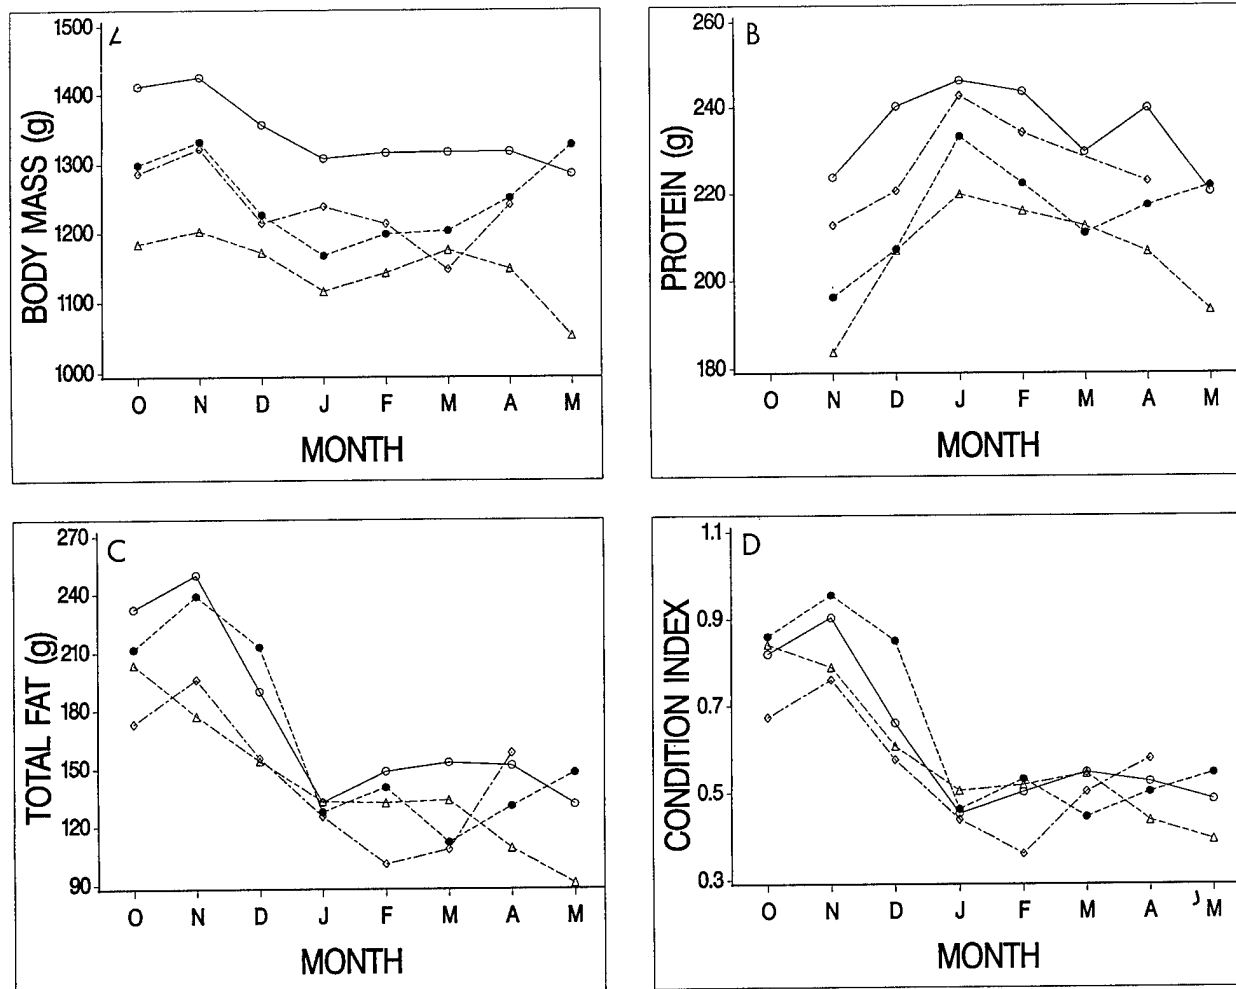 A
1500
1400
1300
1200
1100
1000
BODY MASS (g)
O N D J F M A M
MONTH
B
260
240
220
200
180
PROTEIN (g)
O N D J F M A M
MONTH
C
270
240
210
180
150
120
90
TOTAL FAT (g)
O N D J F M A M
MONTH
D
1.1
0.9
0.7
0.5
0.3
CONDITION INDEX
O N D J F M A M
MONTH